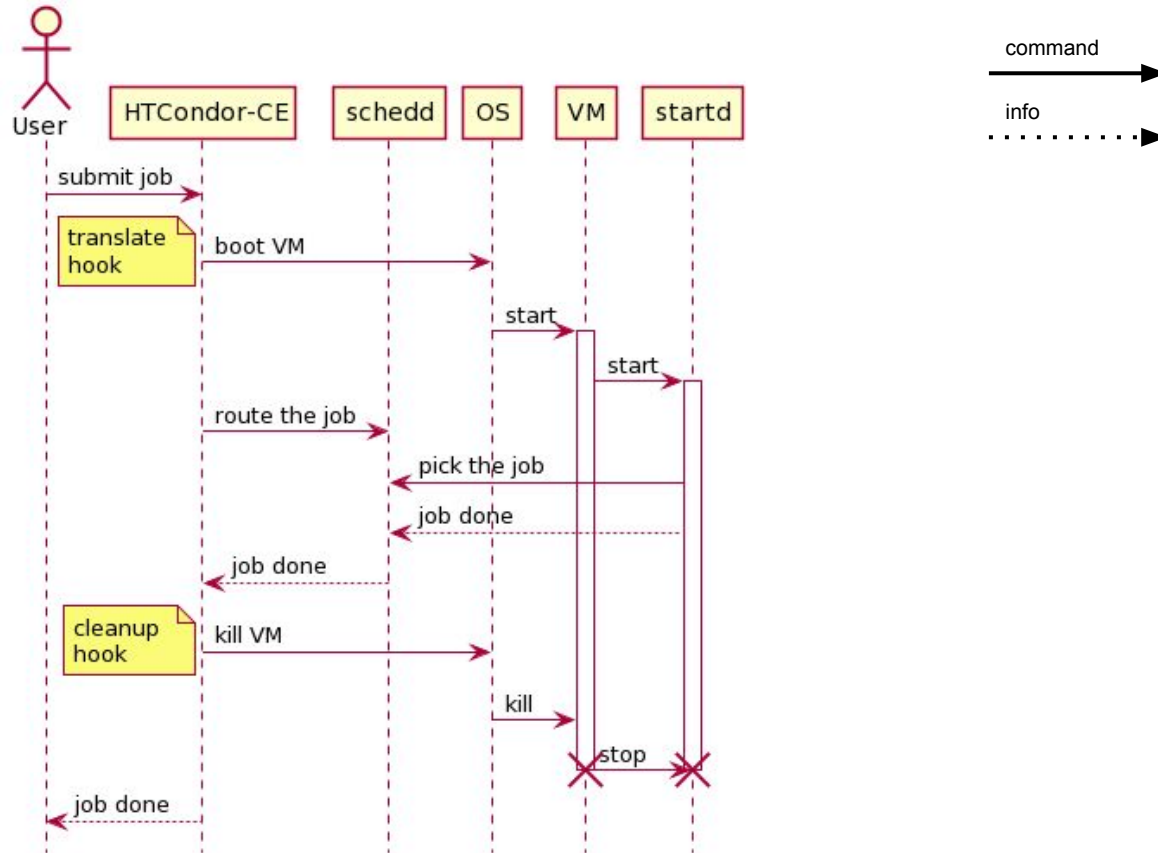 command
info
User
HTCondor-CE
schedd
OS
VM
startd
submit job
translate
hook
boot VM
start
start
route the job
pick the job
job done
job done
cleanup
hook
kill VM
kill
stop
job done